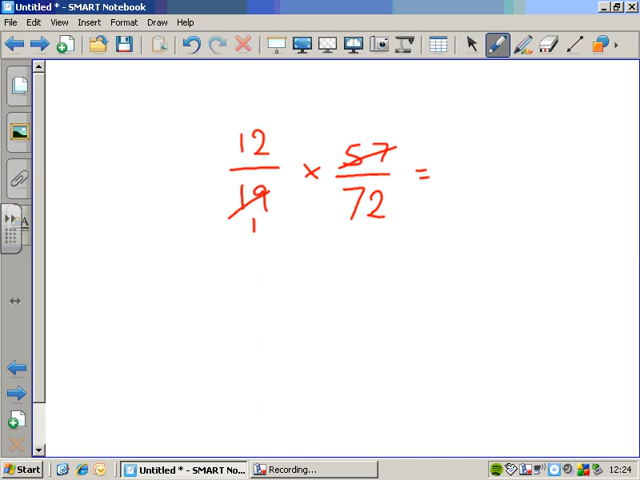 Untitled * - SMART Notebook
File Edit View Insert Format Draw Help
12/19 × 57/72 =
1
A
Start
Untitled * - SMART No...
Recording...
12:24